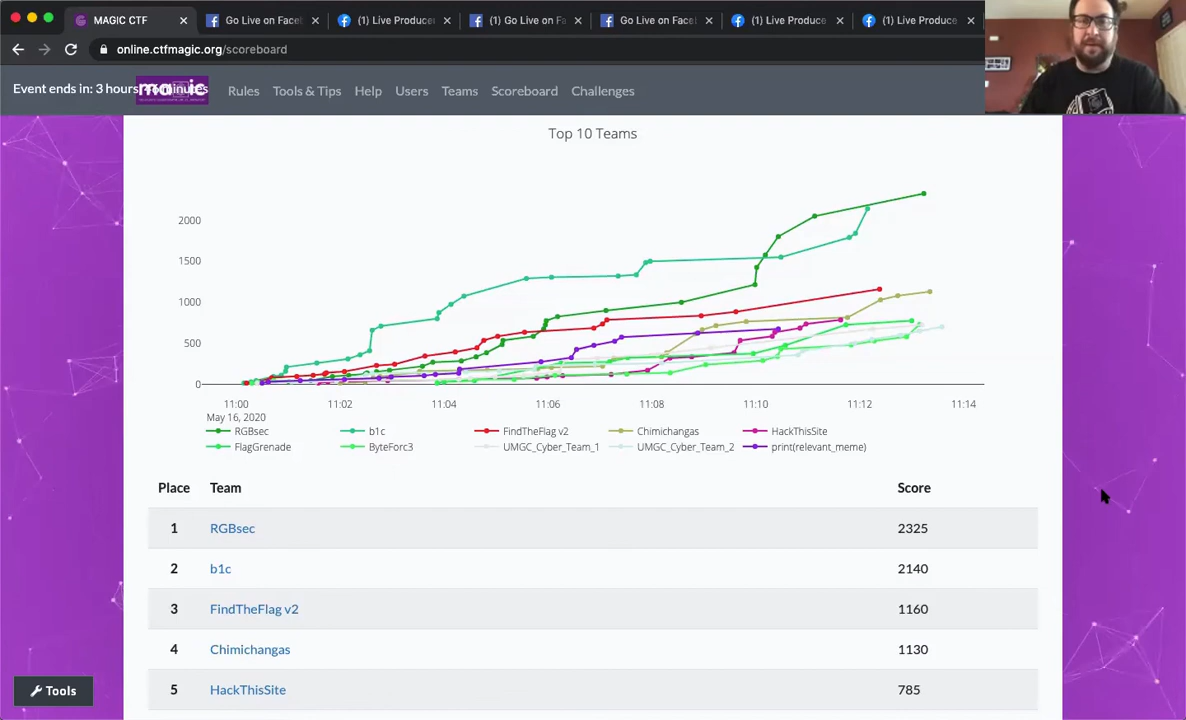 MAGIC CTF
Go Live on Face
(1) Live Produce
(1) Go Live on Fa
Go Live on Face
(1) Live Produce
(1) Live Produce
online.ctfmagic.org/scoreboard
Event ends in: 3 hours, minutes
magic
Rules
Tools & Tips
Help
Users
Teams
Scoreboard
Challenges
Top 10 Teams
2000
1500
1000
500
0
11:00 11:02 11:04 11:06 11:08 11:10 11:12 11:14
May 16, 2020
RGBsec b1c FindTheFlag v2 Chimichangas HackThisSite
FlagGrenade ByteForc3 UMGC_Cyber_Team_1 UMGC_Cyber_Team_2 print(relevant_meme)
Place Team Score
1 RGBsec 2325
2 b1c 2140
3 FindTheFlag v2 1160
4 Chimichangas 1130
5 HackThisSite 785
Tools